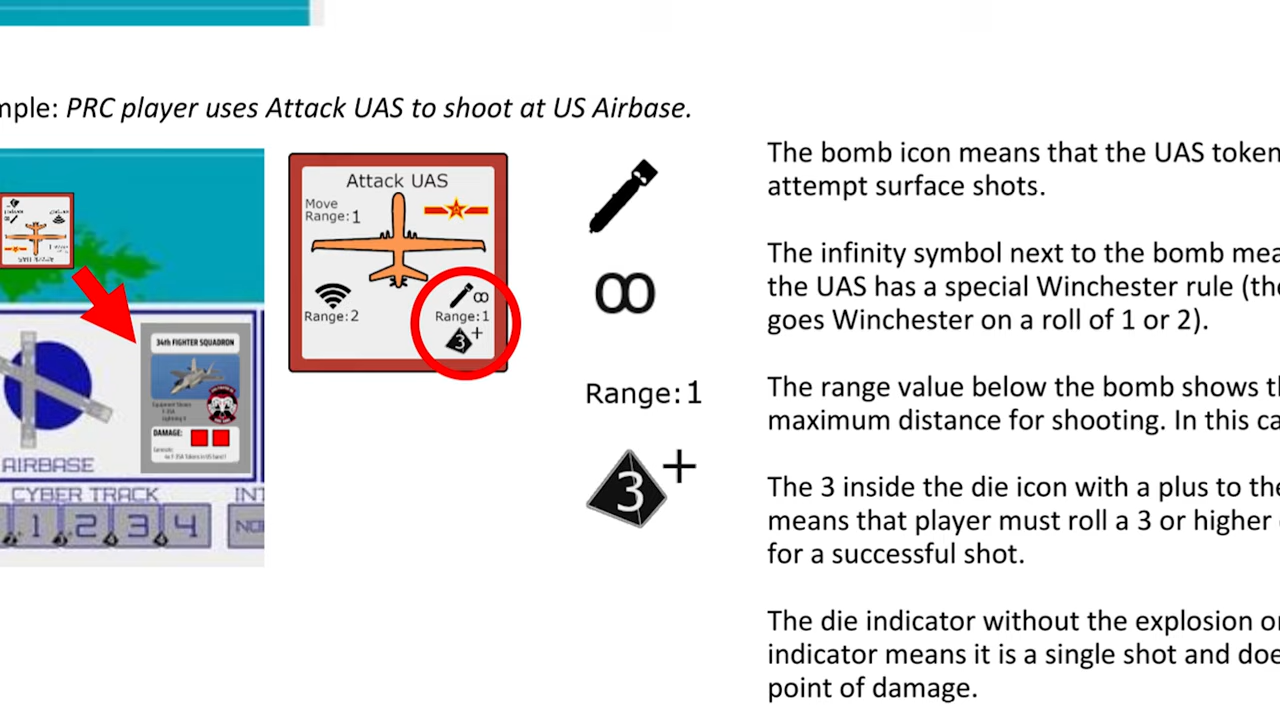 mple: PRC player uses Attack UAS to shoot at US Airbase.
34th FIGHTER SQUADRON
DAMAGE:
AIRBASE
CYBER TRACK
INT
1 2 3 4
NO
Attack UAS
Move
Range: 1
Range: 2
∞
Range: 1
3+
∞
Range: 1
3+
The bomb icon means that the UAS token
attempt surface shots.
The infinity symbol next to the bomb mea
the UAS has a special Winchester rule (the
goes Winchester on a roll of 1 or 2).
The range value below the bomb shows th
maximum distance for shooting. In this ca
The 3 inside the die icon with a plus to the
means that player must roll a 3 or higher
for a successful shot.
The die indicator without the explosion or
indicator means it is a single shot and doe
point of damage.